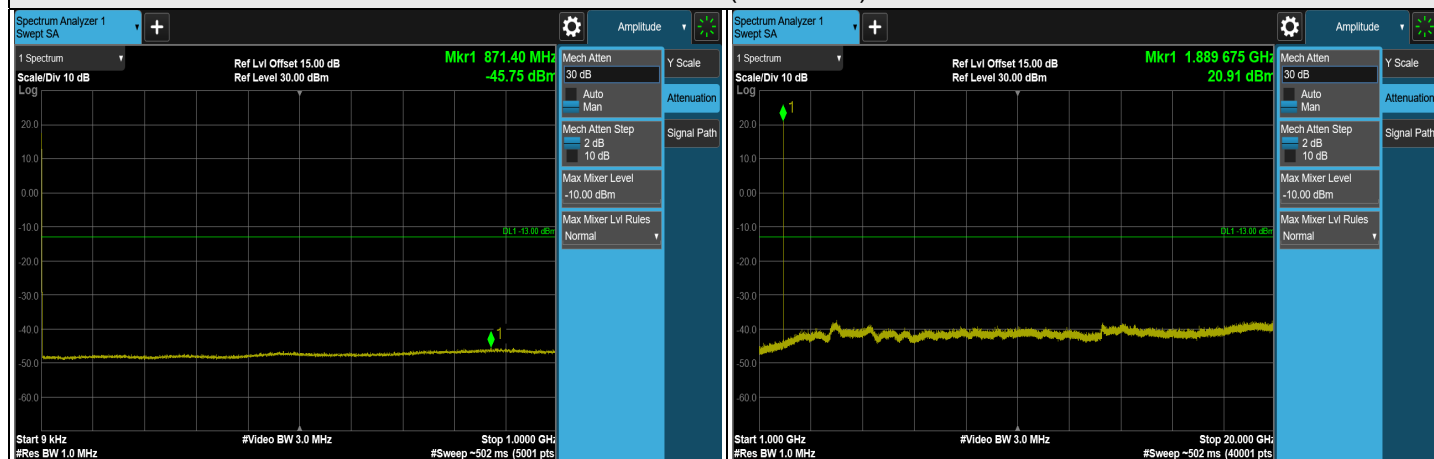 Spectrum Analyzer 1
Swept SA
+
Amplitude
1 Spectrum
Scale/Div 10 dB
Log
Ref Lvl Offset 15.00 dB
Ref Level 30.00 dBm
Mkr1 871.40 MHz
-45.75 dBm
20.0
10.0
0.00
-10.0
-20.0
-30.0
-40.0
-50.0
-60.0
DL1 -13.00 dBm
1
Start 9 kHz
#Res BW 1.0 MHz
#Video BW 3.0 MHz
Stop 1.0000 GHz
#Sweep ~502 ms (5001 pts
Mech Atten
30 dB
Auto
Man
Mech Atten Step
2 dB
10 dB
Max Mixer Level
-10.00 dBm
Max Mixer Lvl Rules
Normal
Y Scale
Attenuation
Signal Path
Spectrum Analyzer 1
Swept SA
+
Amplitude
1 Spectrum
Scale/Div 10 dB
Log
Ref Lvl Offset 15.00 dB
Ref Level 30.00 dBm
Mkr1 1.889 675 GHz
20.91 dBm
1
20.0
10.0
0.00
-10.0
-20.0
-30.0
-40.0
-50.0
-60.0
DL1 -13.00 dBm
Start 1.000 GHz
#Res BW 1.0 MHz
#Video BW 3.0 MHz
Stop 20.000 GHz
#Sweep ~502 ms (40001 pts
Mech Atten
30 dB
Auto
Man
Mech Atten Step
2 dB
10 dB
Max Mixer Level
-10.00 dBm
Max Mixer Lvl Rules
Normal
Y Scale
Attenuation
Signal Path